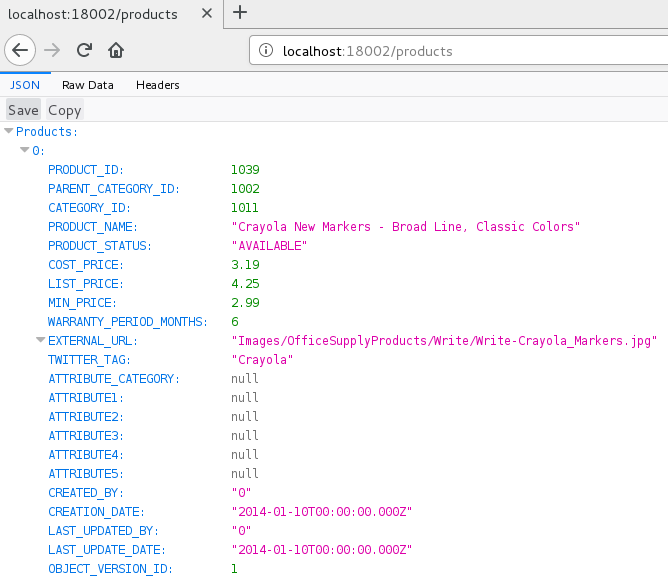 localhost:18002/products
localhost:18002/products
JSON Raw Data Headers
Save Copy
Products:
0:
PRODUCT_ID: 1039
PARENT_CATEGORY_ID: 1002
CATEGORY_ID: 1011
PRODUCT_NAME: "Crayola New Markers - Broad Line, Classic Colors"
PRODUCT_STATUS: "AVAILABLE"
COST_PRICE: 3.19
LIST_PRICE: 4.25
MIN_PRICE: 2.99
WARRANTY_PERIOD_MONTHS: 6
EXTERNAL_URL: "Images/OfficeSupplyProducts/Write/Write-Crayola_Markers.jpg"
TWITTER_TAG: "Crayola"
ATTRIBUTE_CATEGORY: null
ATTRIBUTE1: null
ATTRIBUTE2: null
ATTRIBUTE3: null
ATTRIBUTE4: null
ATTRIBUTE5: null
CREATED_BY: "0"
CREATION_DATE: "2014-01-10T00:00:00.000Z"
LAST_UPDATED_BY: "0"
LAST_UPDATE_DATE: "2014-01-10T00:00:00.000Z"
OBJECT_VERSION_ID: 1